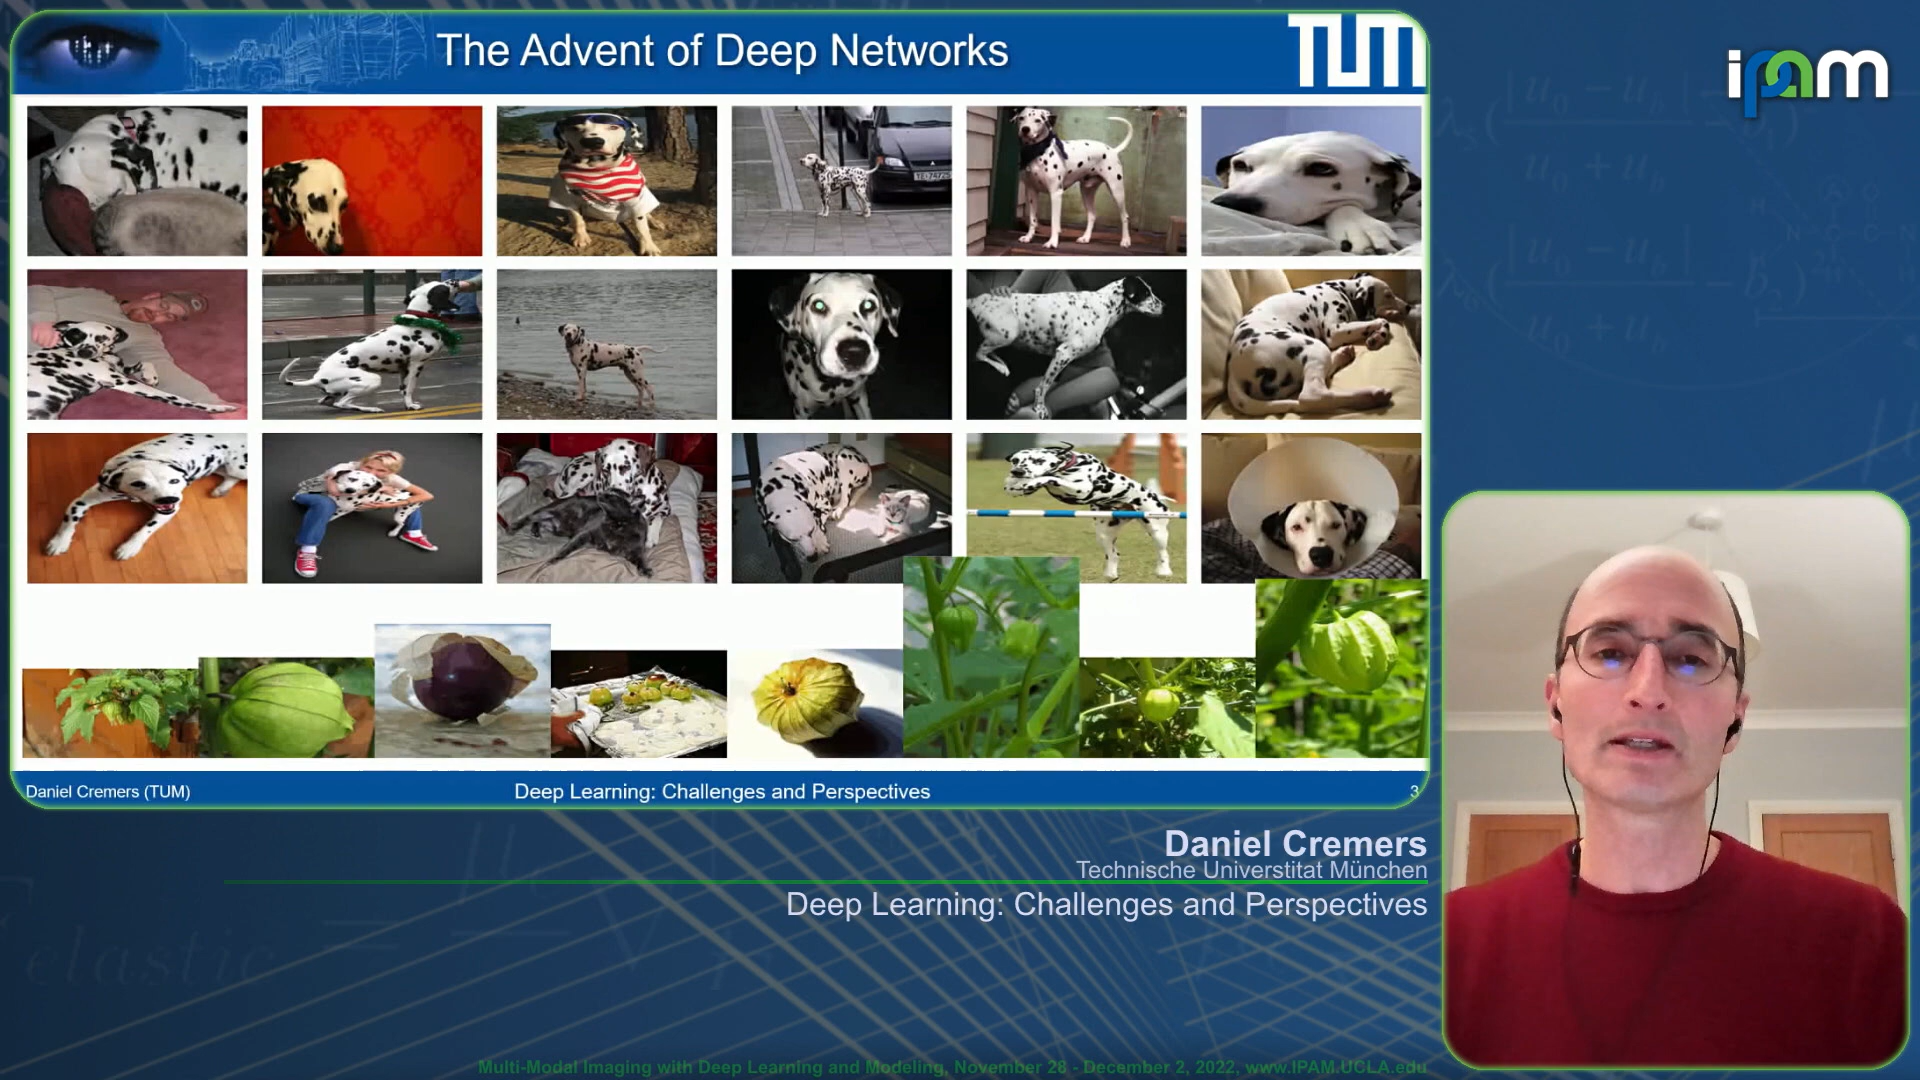 The Advent of Deep Networks
TUM
ipam
Daniel Cremers (TUM)
Deep Learning: Challenges and Perspectives
3
Daniel Cremers
Technische Universtitat München
Deep Learning: Challenges and Perspectives
elastic
Multi-Modal Imaging with Deep Learning and Modeling, November 28 - December 2, 2022, www.IPAM.UCLA.edu